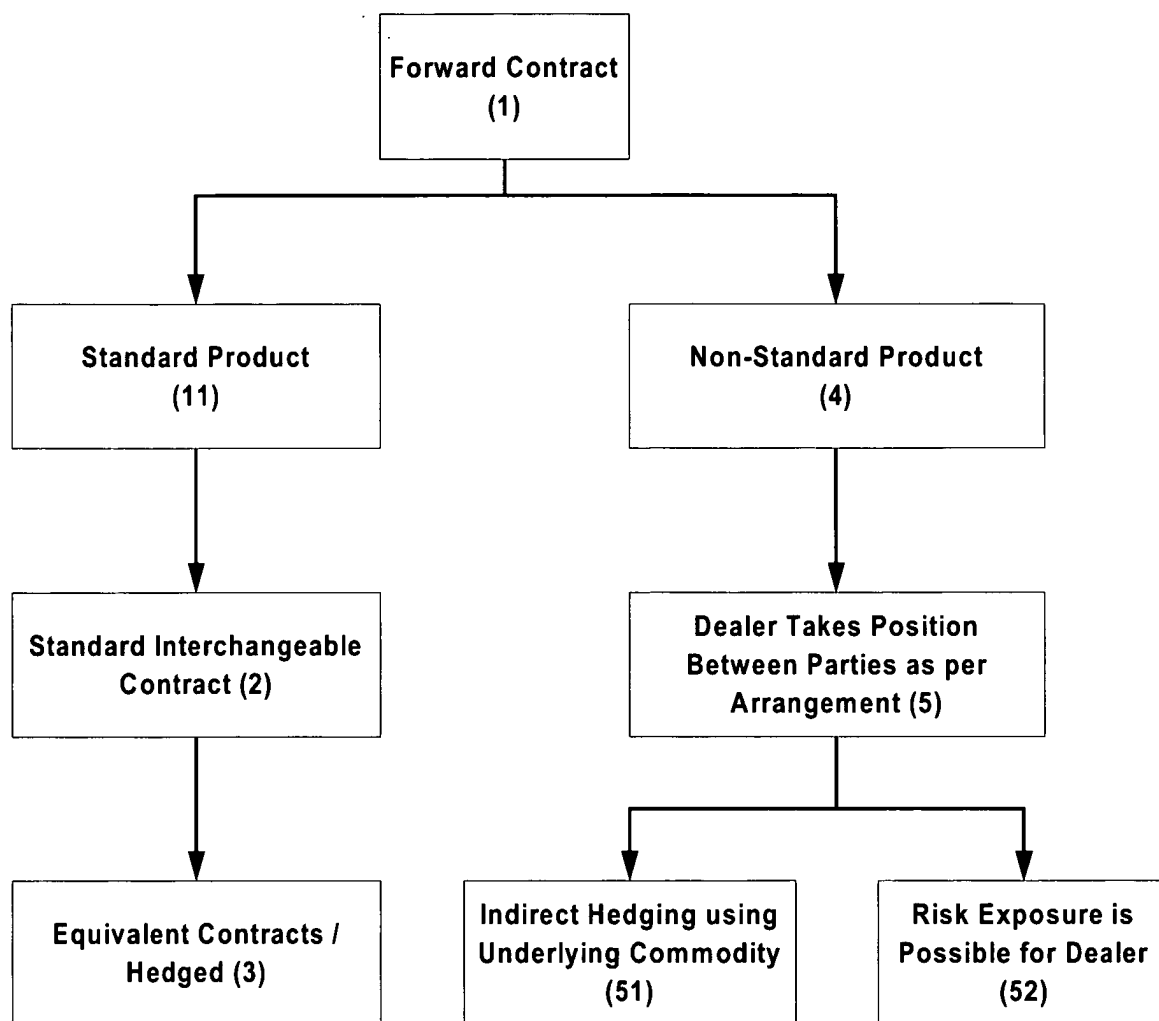 Forward Contract
(1)
Standard Product
(11)
Non-Standard Product
(4)
Standard Interchangeable
Contract (2)
Dealer Takes Position
Between Parties as per
Arrangement (5)
Equivalent Contracts /
Hedged (3)
Indirect Hedging using
Underlying Commodity
(51)
Risk Exposure is
Possible for Dealer
(52)